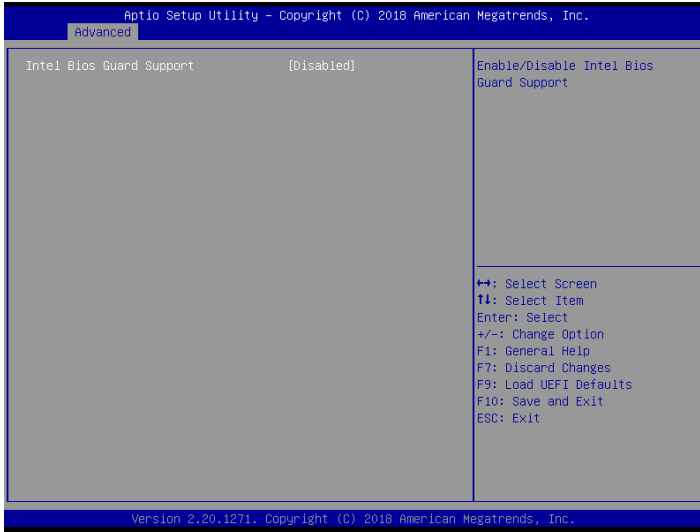 Aptio Setup Utility – Copyright (C) 2018 American Megatrends, Inc.
Advanced
Intel Bios Guard Support [Disabled]
Enable/Disable Intel Bios
Guard Support
↔: Select Screen
↑↓: Select Item
Enter: Select
+/-: Change Option
F1: General Help
F7: Discard Changes
F9: Load UEFI Defaults
F10: Save and Exit
ESC: Exit
Version 2.20.1271. Copyright (C) 2018 American Megatrends, Inc.